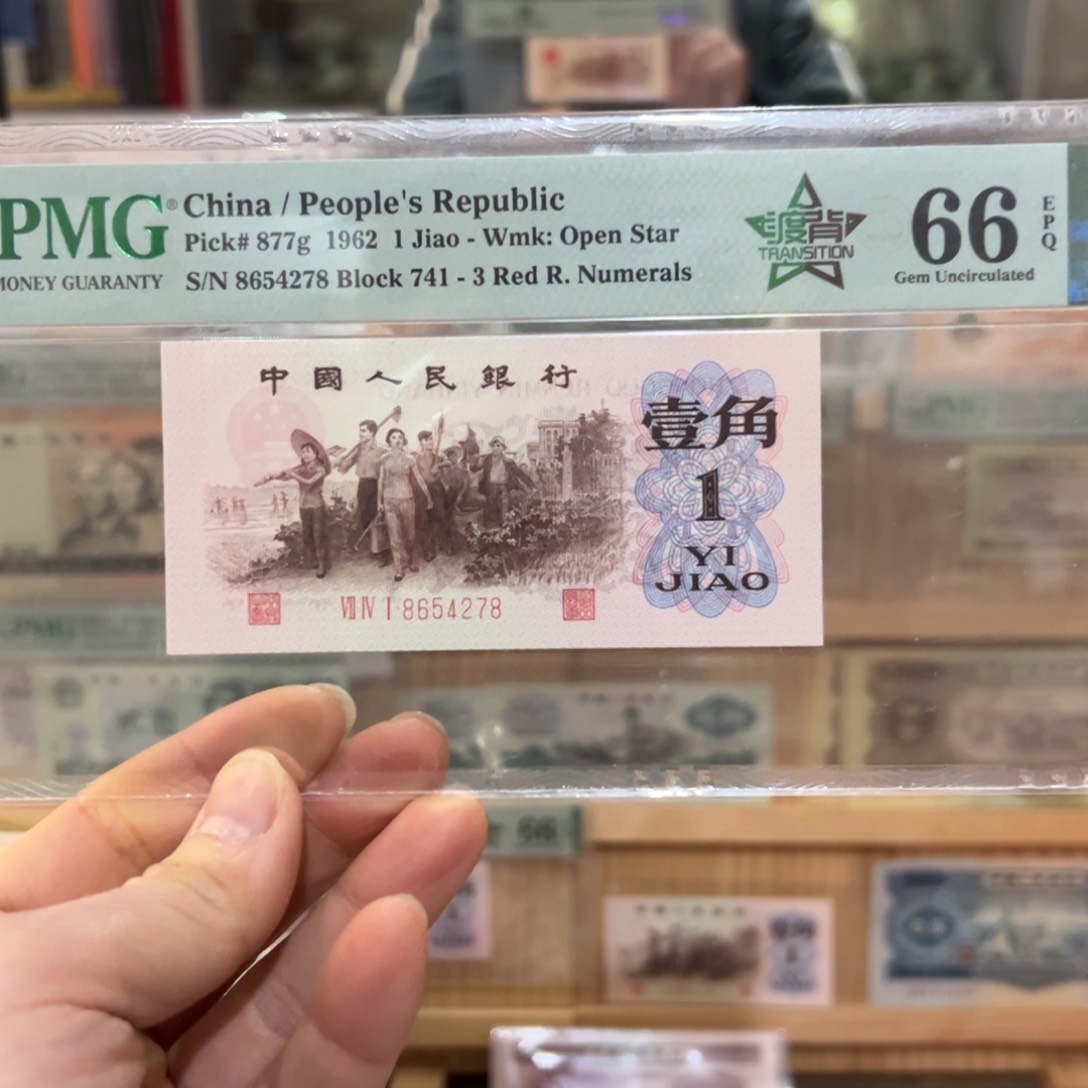 PMG® China / People's Republic
Pick# 877g 1962 1 Jiao - Wmk: Open Star
MONEY GUARANTY S/N 8654278 Block 741 - 3 Red R. Numerals
渡背
TRANSITION
66
EPQ
Gem Uncirculated
中國人民銀行
壹角
1
YI
JIAO
Ⅶ Ⅳ Ⅰ 8654278
66